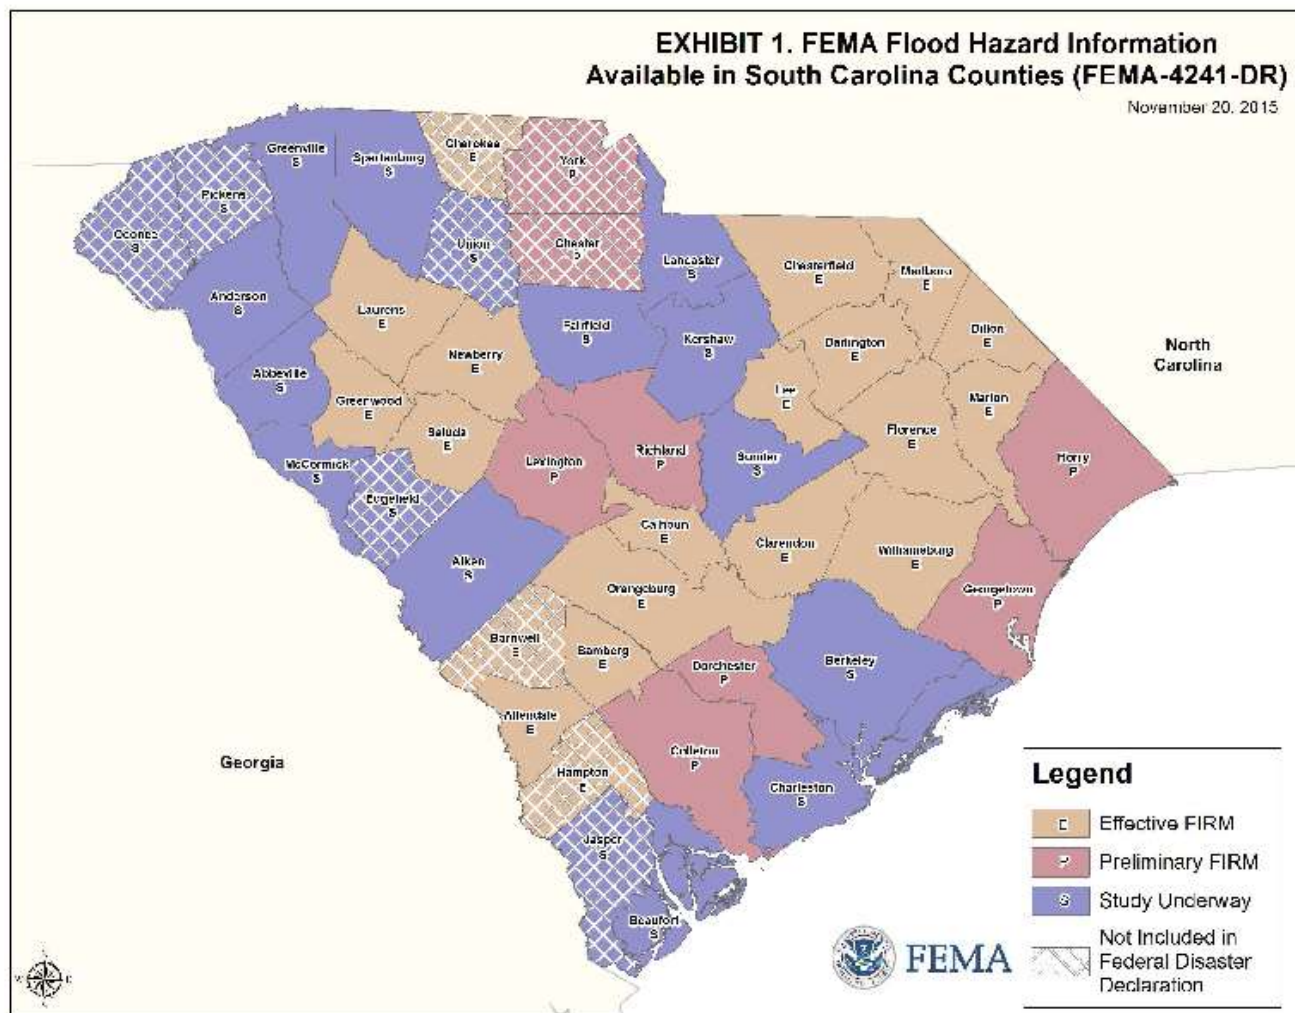 EXHIBIT 1. FEMA Flood Hazard Information
Available in South Carolina Counties (FEMA-4241-DR)
November 20, 2015
Cherokee
E
York
P
Greenville
S
Spartanburg
S
Pickens
S
Oconee
S
Union
S
Chester
P
Lancaster
S
Chesterfield
E
Marlboro
E
Anderson
S
Laurens
E
Fairfield
S
Kershaw
S
Darlington
E
Dillon
E
North
Carolina
Newberry
E
Abbeville
S
Greenwood
E
Lee
E
Marion
E
Saluda
E
Florence
E
Richland
P
Lexington
P
Sumter
S
Horry
P
McCormick
S
Edgefield
S
Calhoun
E
Clarendon
E
Williamsburg
E
Aiken
S
Orangeburg
E
Georgetown
P
Barnwell
E
Bamberg
E
Dorchester
P
Berkeley
S
Allendale
E
Colleton
P
Georgia
Hampton
E
Charleston
S
Jasper
S
Beaufort
S
Legend
E Effective FIRM
P Preliminary FIRM
S Study Underway
Not Included in
Federal Disaster
Declaration
FEMA